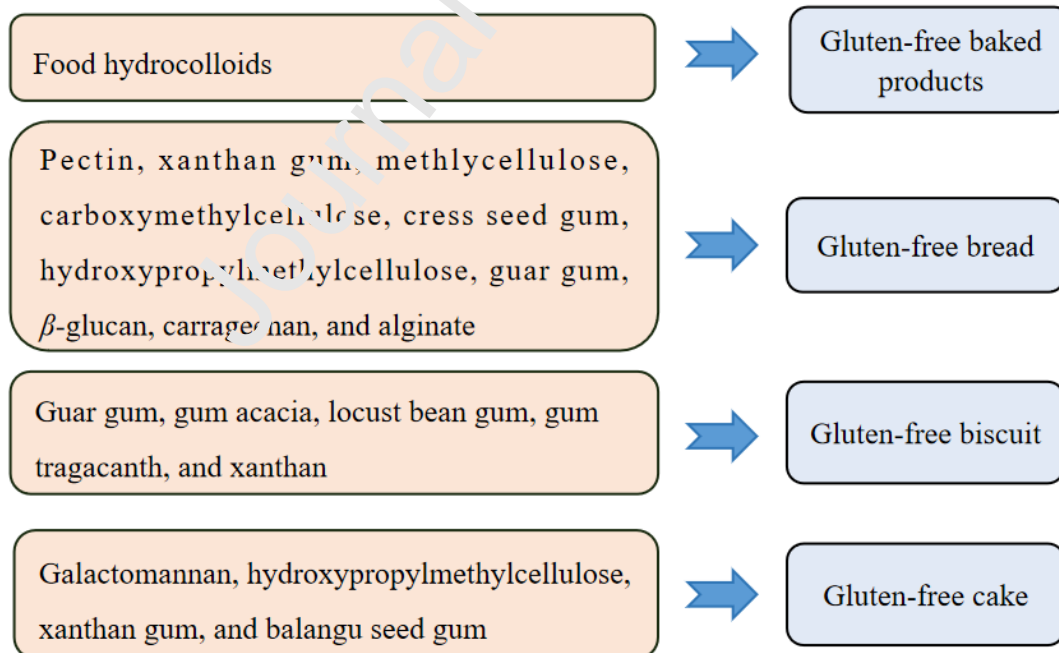 Journal
Food hydrocolloids
Gluten-free baked
products
Pectin, xanthan gum, methlycellulose,
carboxymethylcellulose, cress seed gum,
hydroxypropylmethylcellulose, guar gum,
β-glucan, carrageenan, and alginate
Gluten-free bread
Guar gum, gum acacia, locust bean gum, gum
tragacanth, and xanthan
Gluten-free biscuit
Galactomannan, hydroxypropylmethylcellulose,
xanthan gum, and balangu seed gum
Gluten-free cake